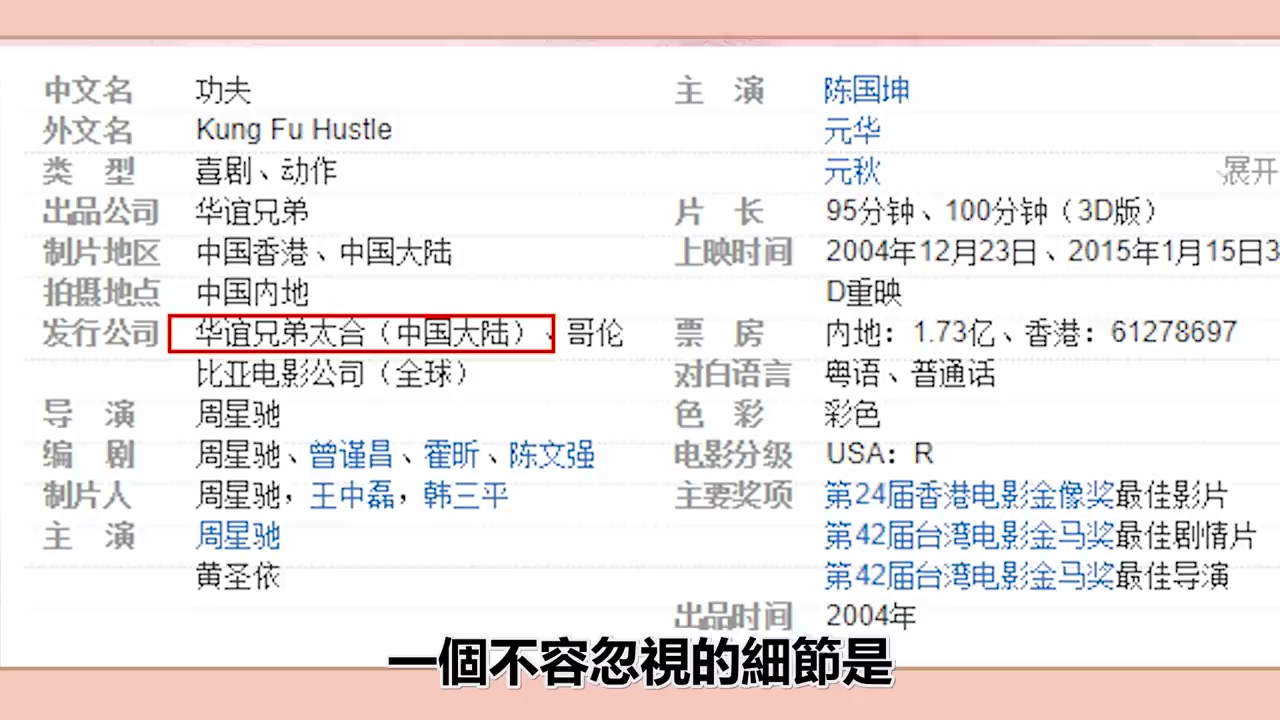 中文名 功夫
外文名 Kung Fu Hustle
类 型 喜剧、动作
出品公司 华谊兄弟
制片地区 中国香港、中国大陆
拍摄地点 中国内地
发行公司 华谊兄弟太合（中国大陆）、哥伦
比亚电影公司（全球）
导 演 周星驰
编 剧 周星驰、曾谨昌、霍昕、陈文强
制片人 周星驰，王中磊，韩三平
主 演 周星驰
黄圣依
主 演 陈国坤
元华
元秋
展开
片 长 95分钟、100分钟（3D版）
上映时间 2004年12月23日、2015年1月15日3
D重映
票 房 内地：1.73亿、香港：61278697
对白语言 粤语、普通话
色 彩 彩色
电影分级 USA：R
主要奖项 第24届香港电影金像奖最佳影片
第42届台湾电影金马奖最佳剧情片
第42届台湾电影金马奖最佳导演
出品时间 2004年
一個不容忽視的細節是